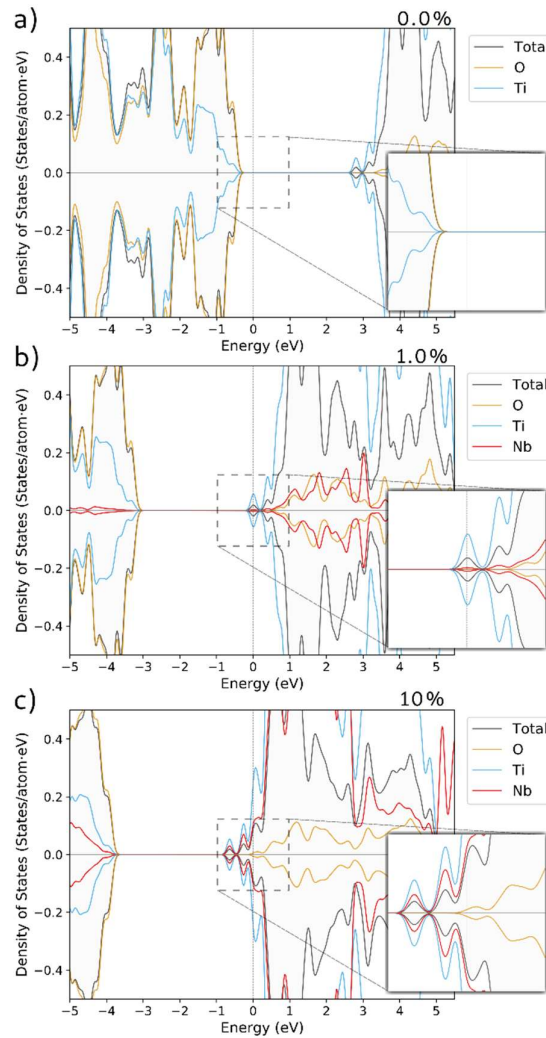 a)
0.0%
Density of States (States/atom·eV)
0.4
0.2
0.0
−0.2
−0.4
−5 −4 −3 −2 −1 0 1 2 3 4 5
Energy (eV)
Total
O
Ti
b)
1.0%
Density of States (States/atom·eV)
0.4
0.2
0.0
−0.2
−0.4
−5 −4 −3 −2 −1 0 1 2 3 4 5
Energy (eV)
Total
O
Ti
Nb
c)
10%
Density of States (States/atom·eV)
0.4
0.2
0.0
−0.2
−0.4
−5 −4 −3 −2 −1 0 1 2 3 4 5
Energy (eV)
Total
O
Ti
Nb